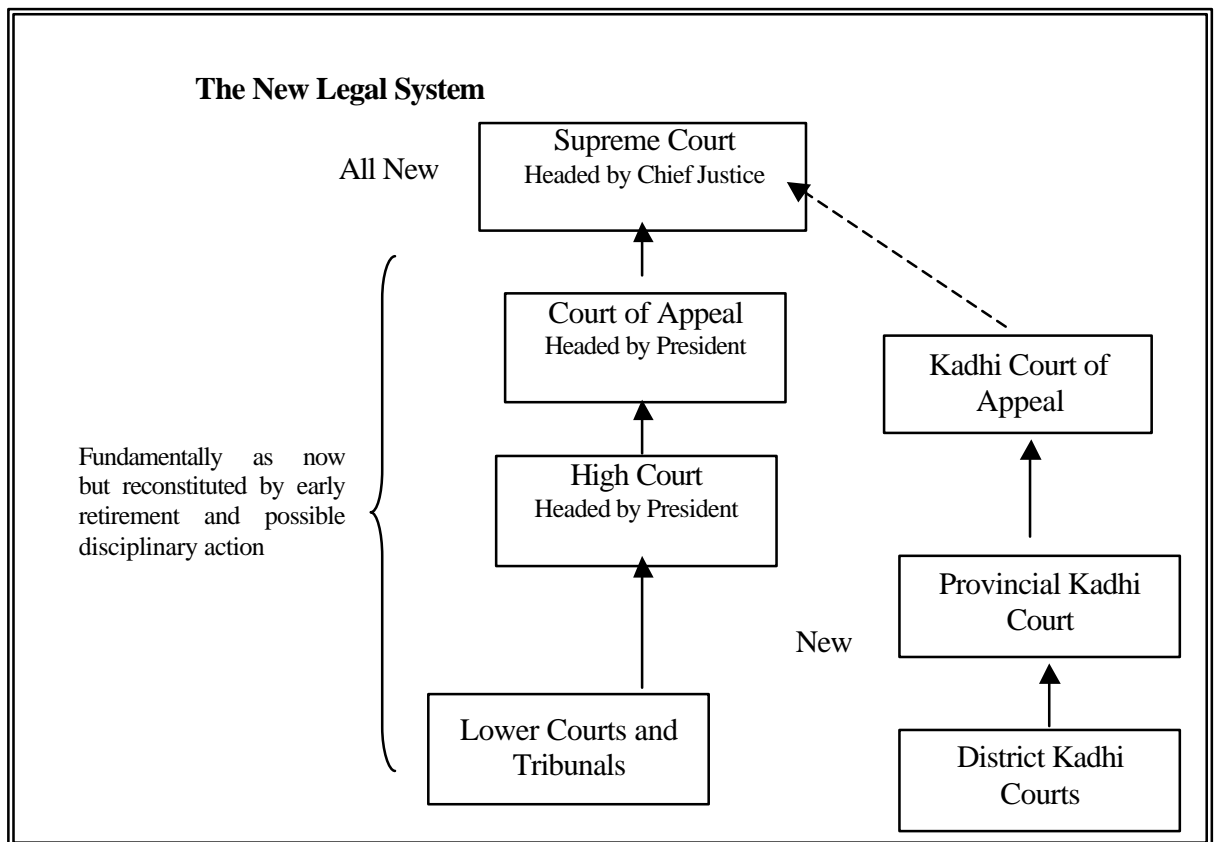 The New Legal System
All New
Supreme Court
Headed by Chief Justice
Court of Appeal
Headed by President
Kadhi Court of
Appeal
Fundamentally as now
but reconstituted by early
retirement and possible
disciplinary action
High Court
Headed by President
Provincial Kadhi
Court
New
Lower Courts and
Tribunals
District Kadhi
Courts